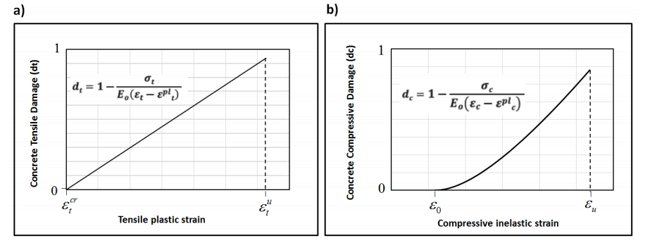 a)
Concrete Tensile Damage (dt)
1
0
d_t = 1 - σ_t / E_o(ε_t - ε^pl_t)
ε_t^cr
ε_t^u
Tensile plastic strain
b)
Concrete Compressive Damage (dc)
1
0
d_c = 1 - σ_c / E_o(ε_c - ε^pl_c)
ε_0
ε_u
Compressive inelastic strain